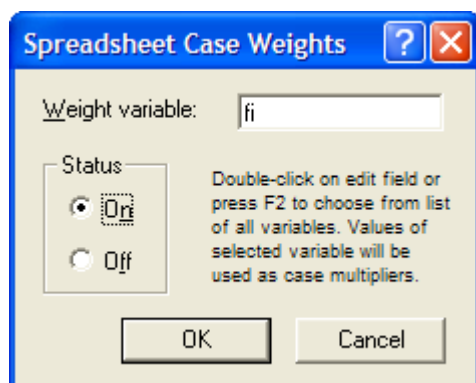 Spreadsheet Case Weights
Weight variable: fi
Status
On
Off
Double-click on edit field or
press F2 to choose from list
of all variables. Values of
selected variable will be
used as case multipliers.
OK Cancel